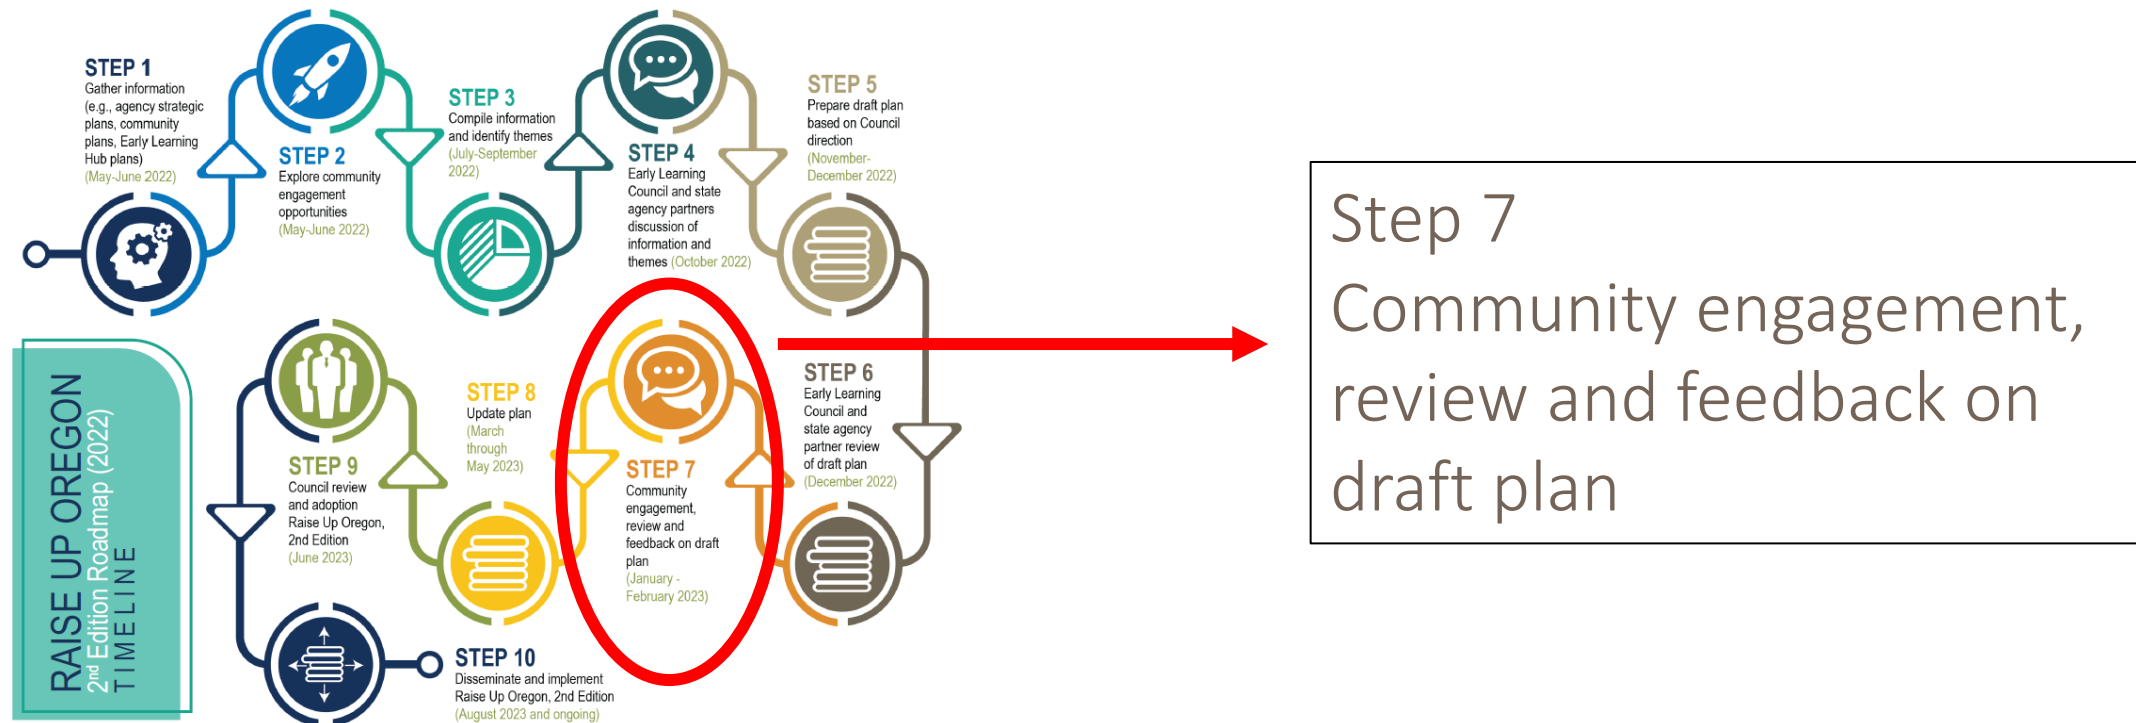 STEP 1
Gather information
(e.g., agency strategic
plans, community
plans, Early Learning
Hub plans)
(May-June 2022)
STEP 2
Explore community
engagement
opportunities
(May-June 2022)
STEP 3
Compile information
and identify themes
(July-September
2022)
STEP 4
Early Learning
Council and state
agency partners
discussion of
information and
themes (October 2022)
STEP 5
Prepare draft plan
based on Council
direction
(November-
December 2022)
STEP 6
Early Learning
Council and
state agency
partner review
of draft plan
(December 2022)
STEP 7
Community
engagement,
review and
feedback on draft
plan
(January -
February 2023)
STEP 8
Update plan
(March
through
May 2023)
STEP 9
Council review
and adoption
Raise Up Oregon,
2nd Edition
(June 2023)
STEP 10
Disseminate and implement
Raise Up Oregon, 2nd Edition
(August 2023 and ongoing)
RAISE UP OREGON
2nd Edition Roadmap (2022)
TIMELINE
Step 7
Community engagement,
review and feedback on
draft plan